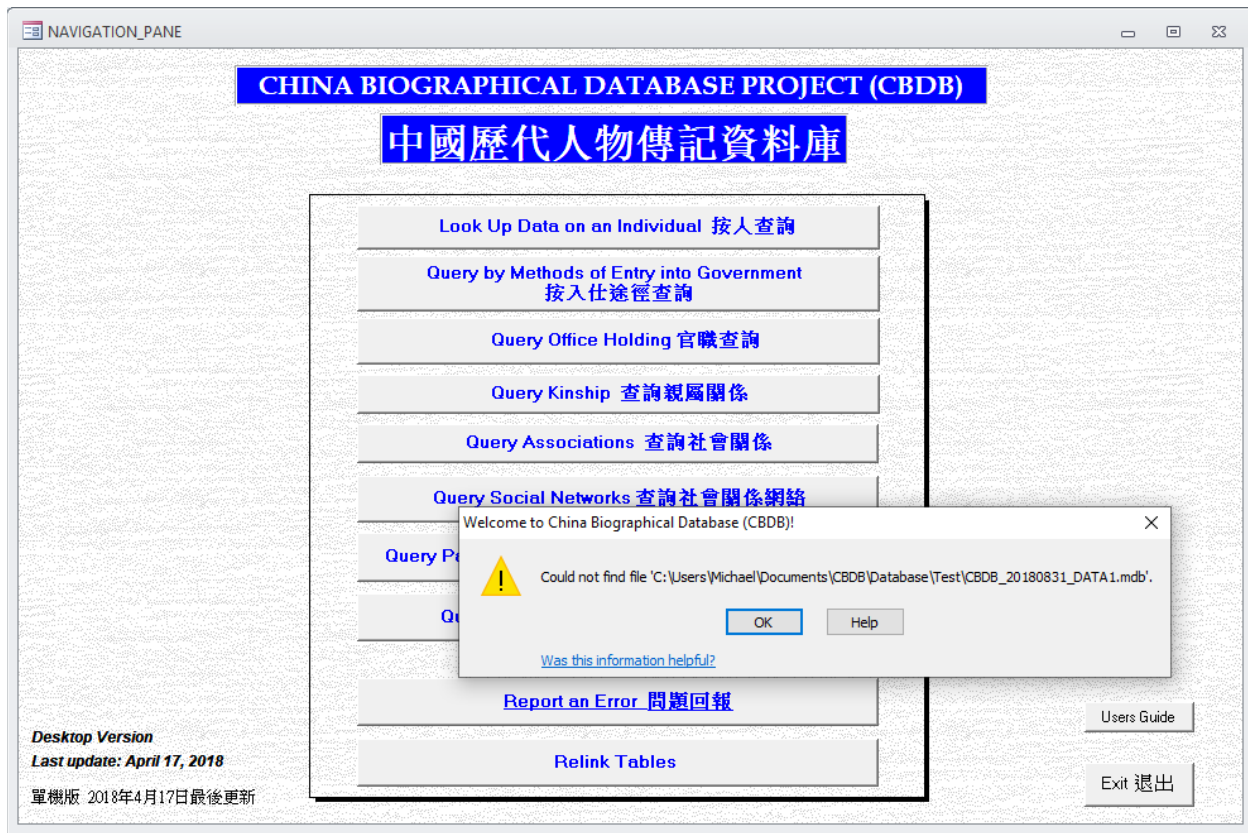 NAVIGATION_PANE
CHINA BIOGRAPHICAL DATABASE PROJECT (CBDB)
中國歷代人物傳記資料庫
Look Up Data on an Individual 按人查詢
Query by Methods of Entry into Government
按入仕途徑查詢
Query Office Holding 官職查詢
Query Kinship 查詢親屬關係
Query Associations 查詢社會關係
Query Social Networks 查詢社會關係網絡
Query
Welcome to China Biographical Database (CBDB)!
Could not find file 'C:\Users\Michael\Documents\CBDB\Database\Test\CBDB_20180831_DATA1.mdb'.
OK
Help
Was this information helpful?
Report an Error 問題回報
Relink Tables
Desktop Version
Last update: April 17, 2018
單機版 2018年4月17日最後更新
Users Guide
Exit 退出